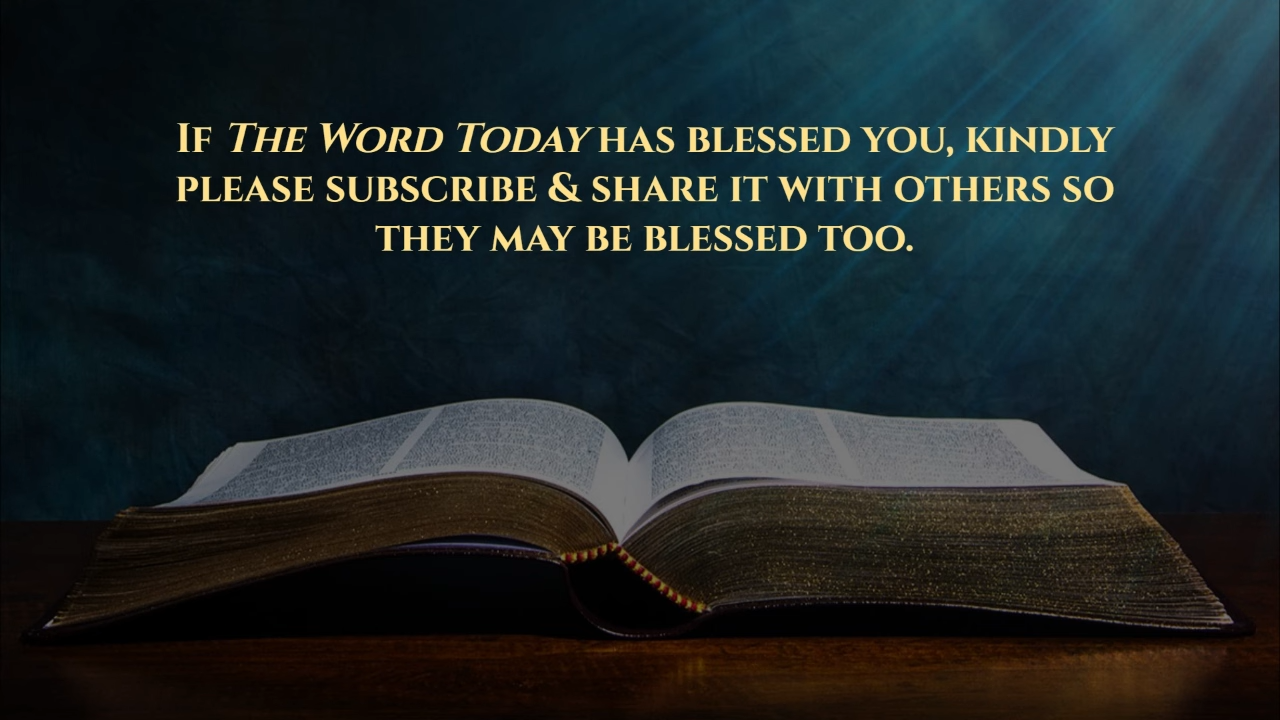 If The Word Today has blessed you, kindly
please subscribe & share it with others so
they may be blessed too.